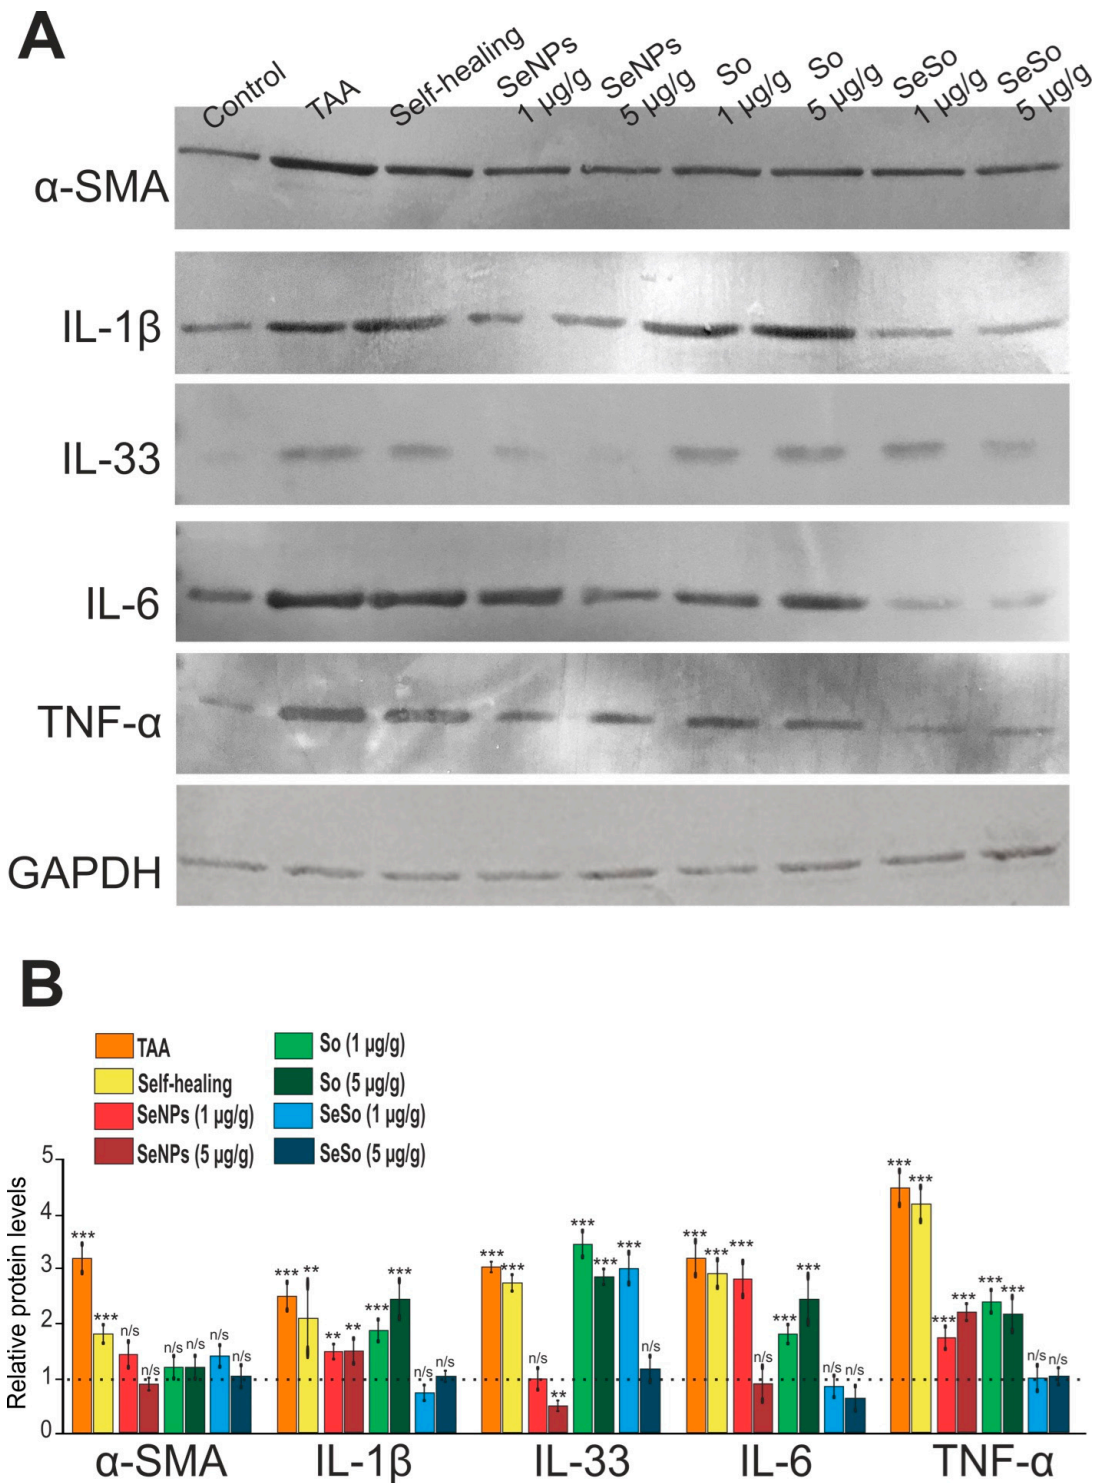 A
Control
TAA
Self-healing
SeNPs
1 µg/g
SeNPs
5 µg/g
So
1 µg/g
So
5 µg/g
SeSo
1 µg/g
SeSo
5 µg/g
α-SMA
IL-1β
IL-33
IL-6
TNF-α
GAPDH
B
TAA
Self-healing
SeNPs (1 µg/g)
SeNPs (5 µg/g)
So (1 µg/g)
So (5 µg/g)
SeSo (1 µg/g)
SeSo (5 µg/g)
Relative protein levels
5
4
3
2
1
0
*** *** n/s n/s n/s n/s n/s n/s
*** ** ** ** *** *** n/s n/s
*** *** n/s ** *** *** *** n/s
*** *** *** n/s *** *** n/s n/s
*** *** *** *** *** *** n/s n/s
α-SMA IL-1β IL-33 IL-6 TNF-α